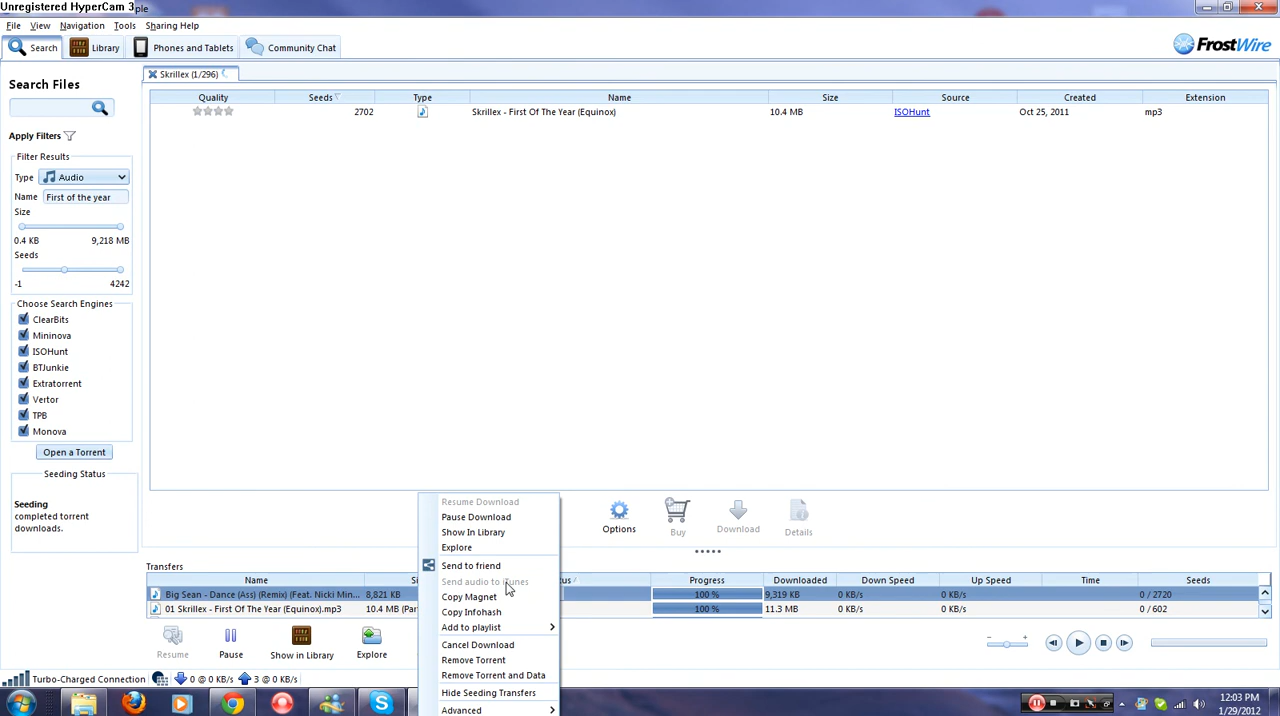 Unregistered HyperCam 3
ple
File View Navigation Tools Sharing Help
Search Library Phones and Tablets Community Chat
FrostWire
Search Files
Skrillex (1/296)
Quality Seeds Type Name Size Source Created Extension
2702 Skrillex - First Of The Year (Equinox) 10.4 MB ISOHunt Oct 25, 2011 mp3
Apply Filters
Filter Results
Type Audio
Name First of the year
Size
0.4 KB 9,218 MB
Seeds
-1 4242
Choose Search Engines
ClearBits
Mininova
ISOHunt
BTJunkie
Extratorrent
Vertor
TPB
Monova
Open a Torrent
Seeding Status
Seeding
completed torrent
downloads.
Options Buy Download Details
Resume Download
Pause Download
Show In Library
Explore
Send to friend
Send audio to iTunes
Copy Magnet
Copy Infohash
Add to playlist
Cancel Download
Remove Torrent
Remove Torrent and Data
Hide Seeding Transfers
Advanced
Transfers
Name Progress Downloaded Down Speed Up Speed Time Seeds
Big Sean - Dance (Ass) (Remix) (Feat. Nicki Min... 8,821 KB 100 % 9,319 KB 0 KB/s 0 KB/s 0 / 2720
01 Skrillex - First Of The Year (Equinox).mp3 10.4 MB (Par 100 % 11.3 MB 0 KB/s 0 KB/s 0 / 602
Resume Pause Show in Library Explore
Turbo-Charged Connection 0 @ 0 KB/s 3 @ 0 KB/s
12:03 PM
1/29/2012